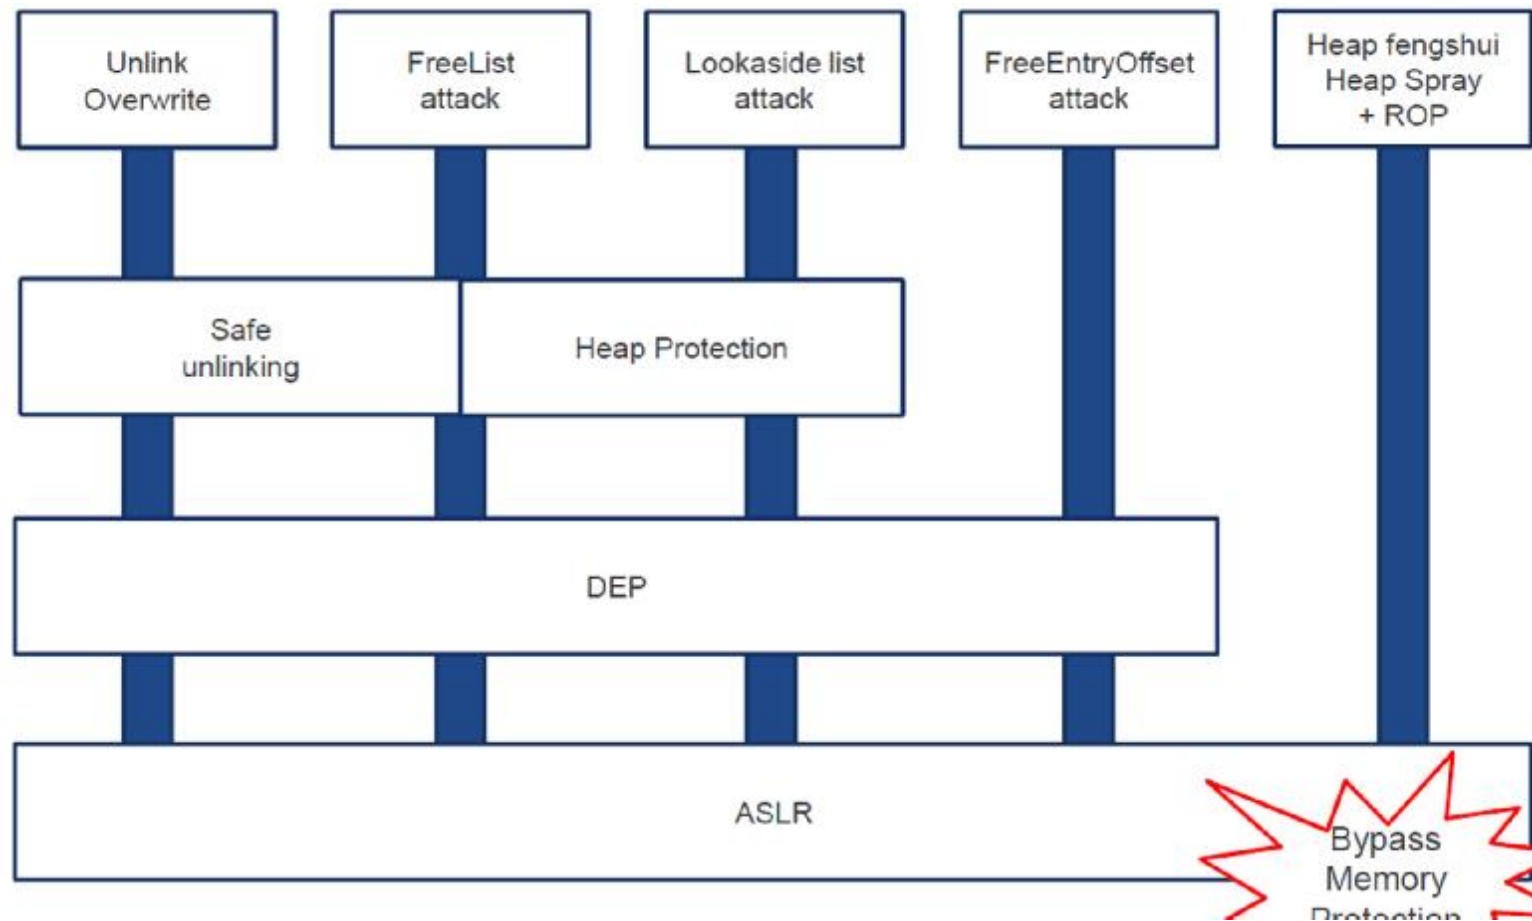 Unlink
Overwrite
FreeList
attack
Lookaside list
attack
FreeEntryOffset
attack
Heap fengshui
Heap Spray
+ ROP
Safe
unlinking
Heap Protection
DEP
ASLR
Bypass
Memory
Protection